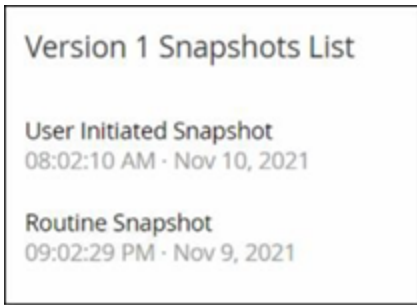 Version 1 Snapshots List
User Initiated Snapshot
08:02:10 AM · Nov 10, 2021
Routine Snapshot
09:02:29 PM · Nov 9, 2021